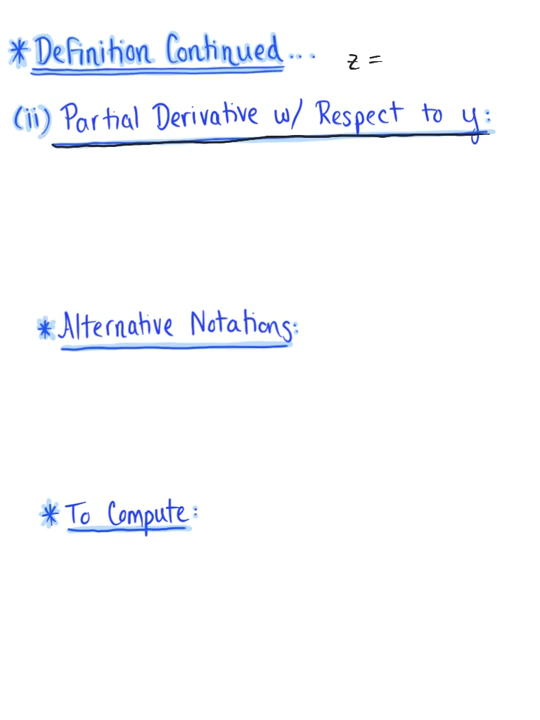 * Definition Continued... z =
(ii) Partial Derivative w/ Respect to y:
* Alternative Notations:
* To Compute: